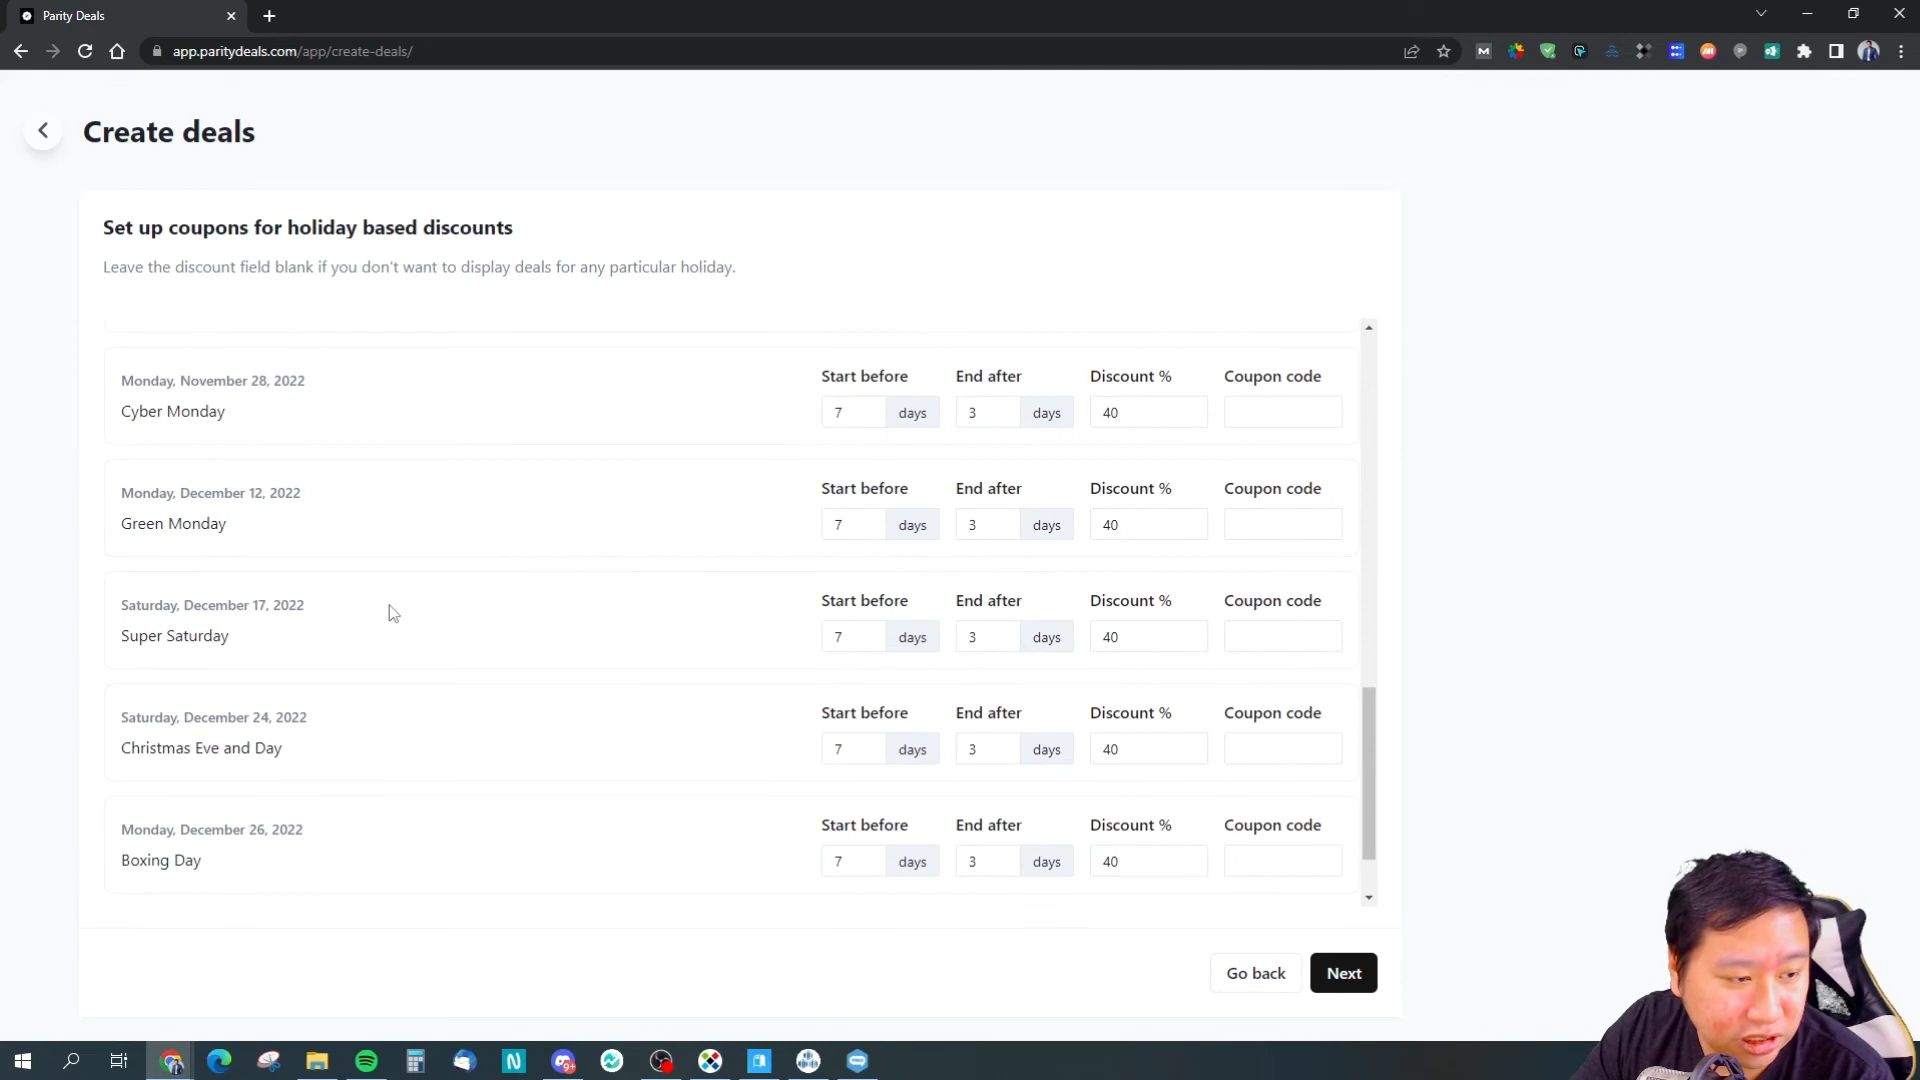 Parity Deals
app.paritydeals.com/app/create-deals/
Create deals
Set up coupons for holiday based discounts
Leave the discount field blank if you don't want to display deals for any particular holiday.
Monday, November 28, 2022
Cyber Monday
Start before End after Discount % Coupon code
7 days 3 days 40
Monday, December 12, 2022
Green Monday
Start before End after Discount % Coupon code
7 days 3 days 40
Saturday, December 17, 2022
Super Saturday
Start before End after Discount % Coupon code
7 days 3 days 40
Saturday, December 24, 2022
Christmas Eve and Day
Start before End after Discount % Coupon code
7 days 3 days 40
Monday, December 26, 2022
Boxing Day
Start before End after Discount % Coupon code
7 days 3 days 40
Go back Next